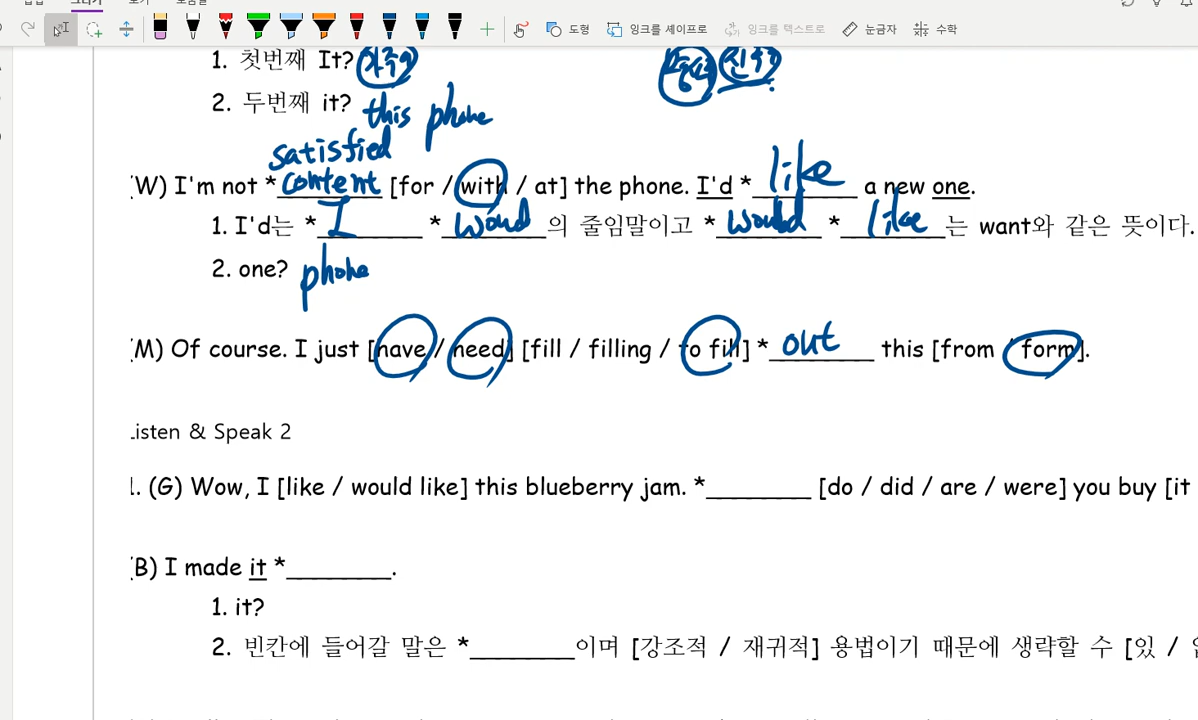 도형 잉크를 셰이프로 잉크를 텍스트로 눈금자 수학
1. 첫번째 It?
2. 두번째 it? this phone
satisfied
(W) I'm not *content [for / with / at] the phone. I'd *like a new one.
1. I'd는 *I *would의 줄임말이고 *would *like는 want와 같은 뜻이다.
2. one? phone
(M) Of course. I just [have / need] [fill / filling / to fill] *out this [from / form].
Listen & Speak 2
1. (G) Wow, I [like / would like] this blueberry jam. *________ [do / did / are / were] you buy [it
(B) I made it *________.
1. it?
2. 빈칸에 들어갈 말은 *________이며 [강조적 / 재귀적] 용법이기 때문에 생략할 수 [있 /